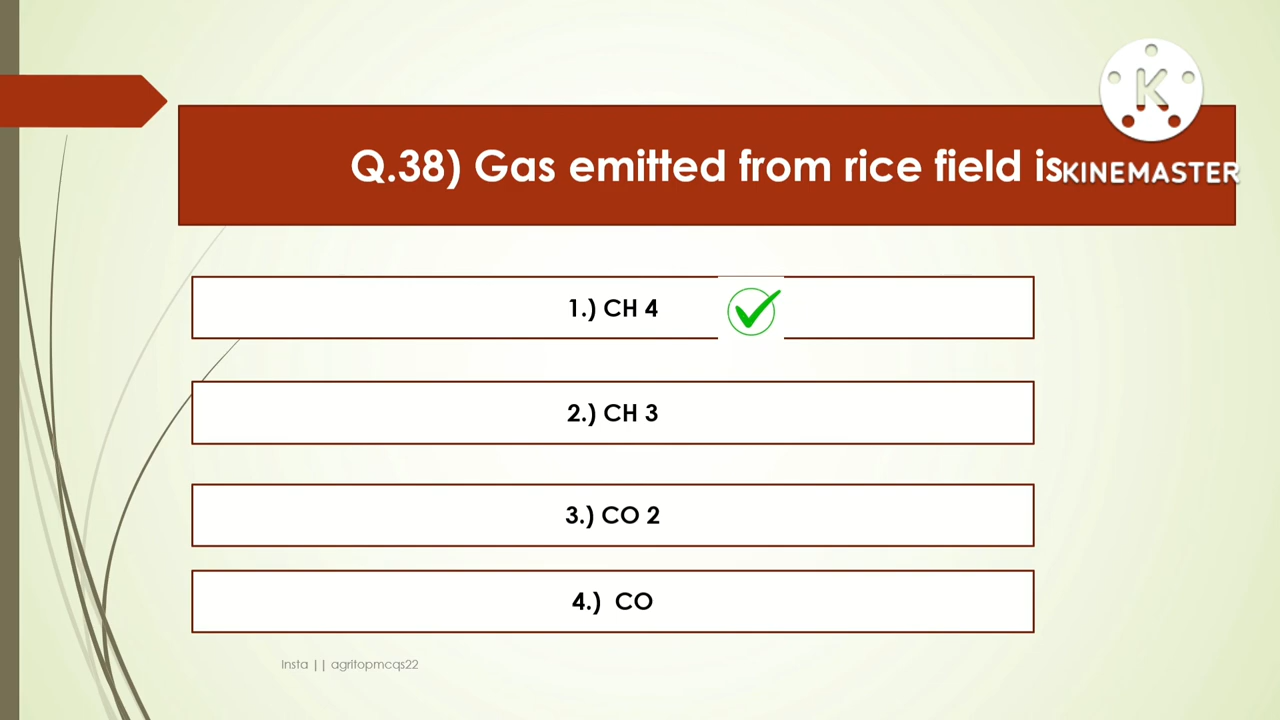 K
Q.38) Gas emitted from rice field is
KINEMASTER
1.) CH 4
2.) CH 3
3.) CO 2
4.) CO
Insta || agritopmcqs22